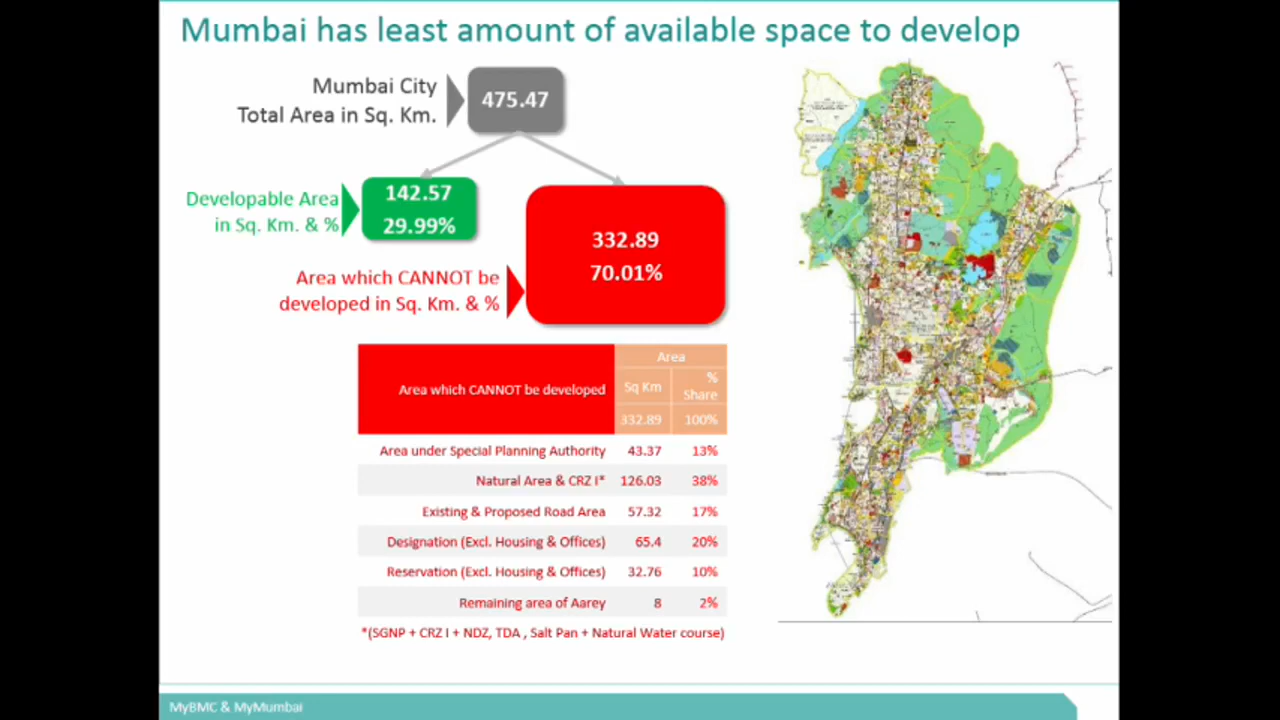 Mumbai has least amount of available space to develop
Mumbai City
Total Area in Sq. Km.
475.47
Developable Area
in Sq. Km. & %
142.57
29.99%
332.89
70.01%
Area which CANNOT be
developed in Sq. Km. & %
Area which CANNOT be developed
Area
Sq Km
%
Share
332.89 100%
Area under Special Planning Authority 43.37 13%
Natural Area & CRZ I* 126.03 38%
Existing & Proposed Road Area 57.32 17%
Designation (Excl. Housing & Offices) 65.4 20%
Reservation (Excl. Housing & Offices) 32.76 10%
Remaining area of Aarey 8 2%
*(SGNP + CRZ I + NDZ, TDA , Salt Pan + Natural Water course)
MyBMC & MyMumbai